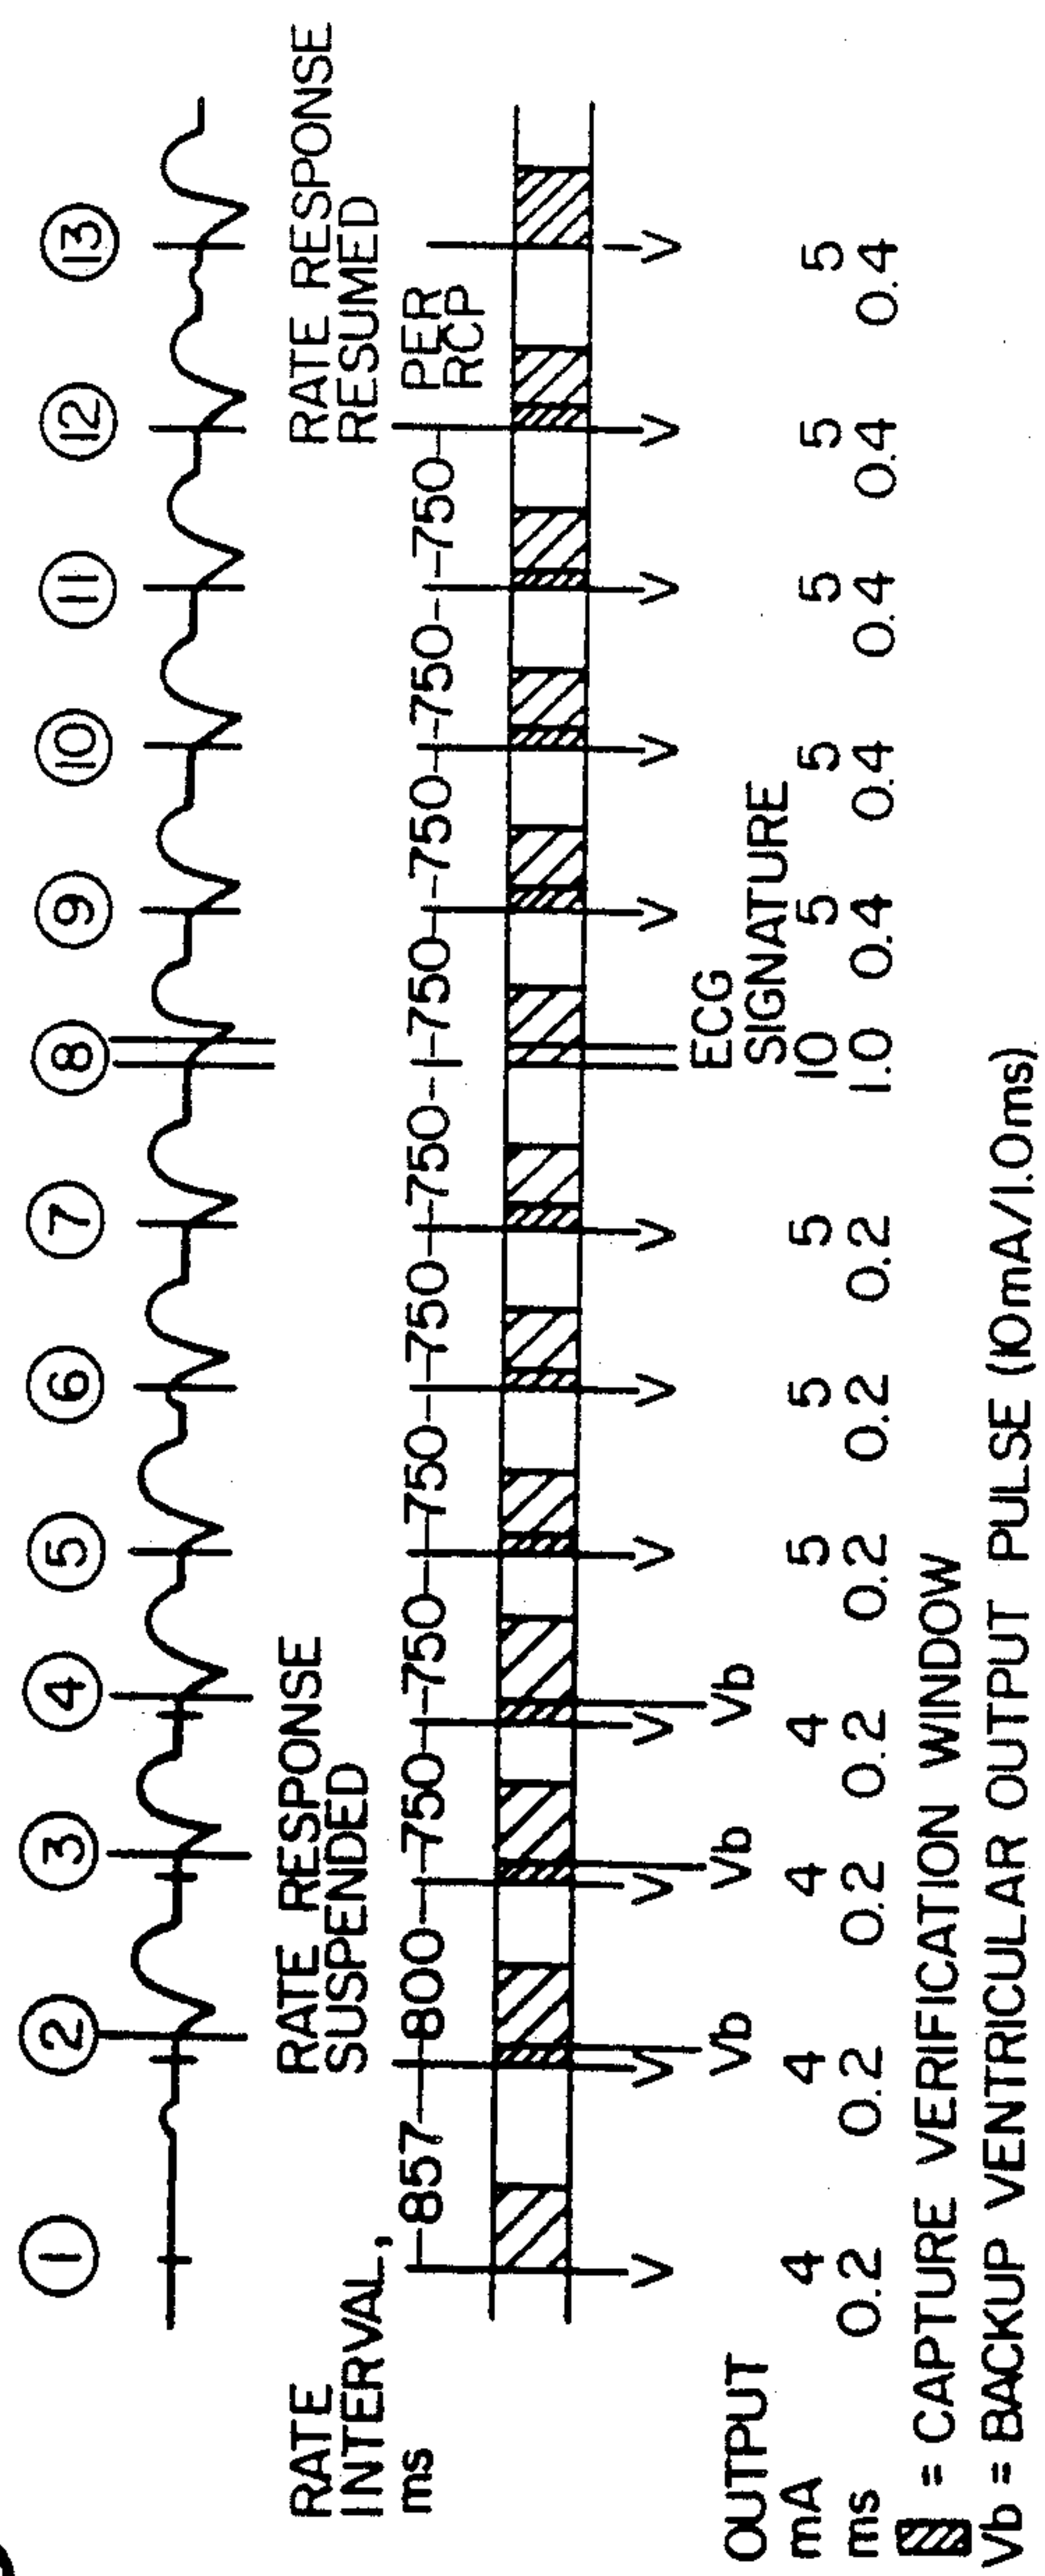 1 2 3 4 5 6 7 8 9 10 11 12 13
RATE RESPONSE
SUSPENDED
RATE RESPONSE
RESUMED
RATE
INTERVAL,
ms
857 800 750 750 750 750 750 750 750 750 750 750
PER
RCP
V V V V V V V V V V V V
Vb Vb Vb
ECG
SIGNATURE
OUTPUT
mA 4 4 4 4 5 5 5 10 5 5 5 5 5
ms 0.2 0.2 0.2 0.2 0.2 0.2 0.2 1.0 0.4 0.4 0.4 0.4 0.4
= CAPTURE VERIFICATION WINDOW
Vb = BACKUP VENTRICULAR OUTPUT PULSE (10mA/1.0ms)